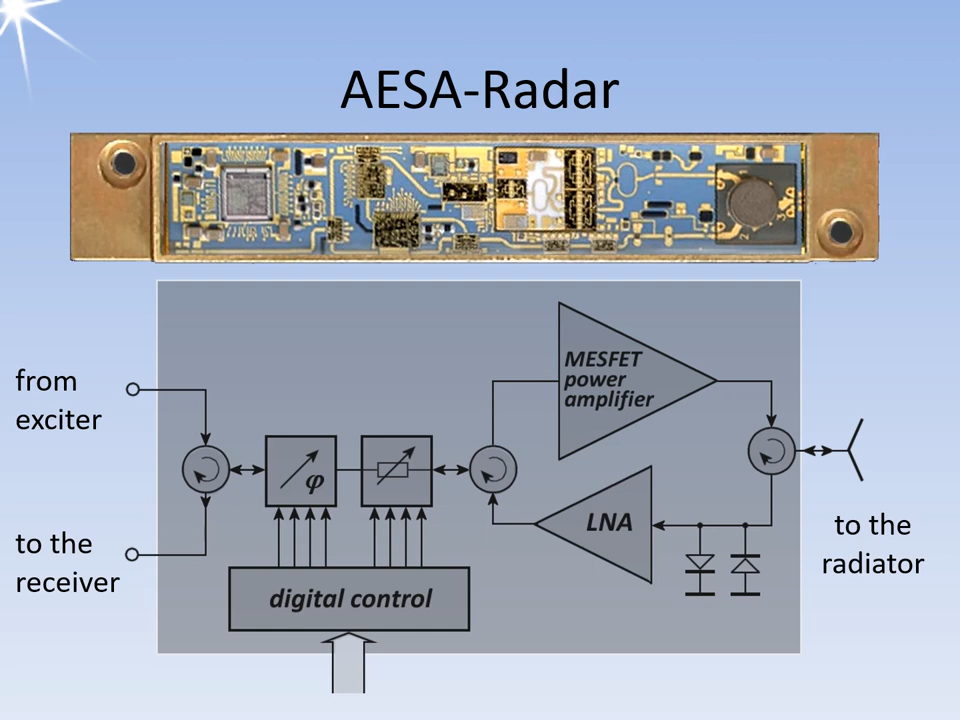 AESA-Radar
from
exciter
to the
receiver
φ
digital control
MESFET
power
amplifier
LNA
to the
radiator